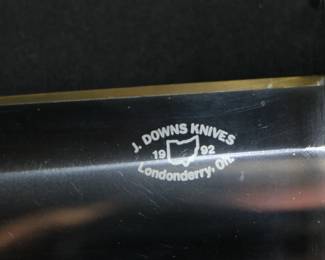 J. DOWNS KNIVES
19 92
Londonderry, Oh.